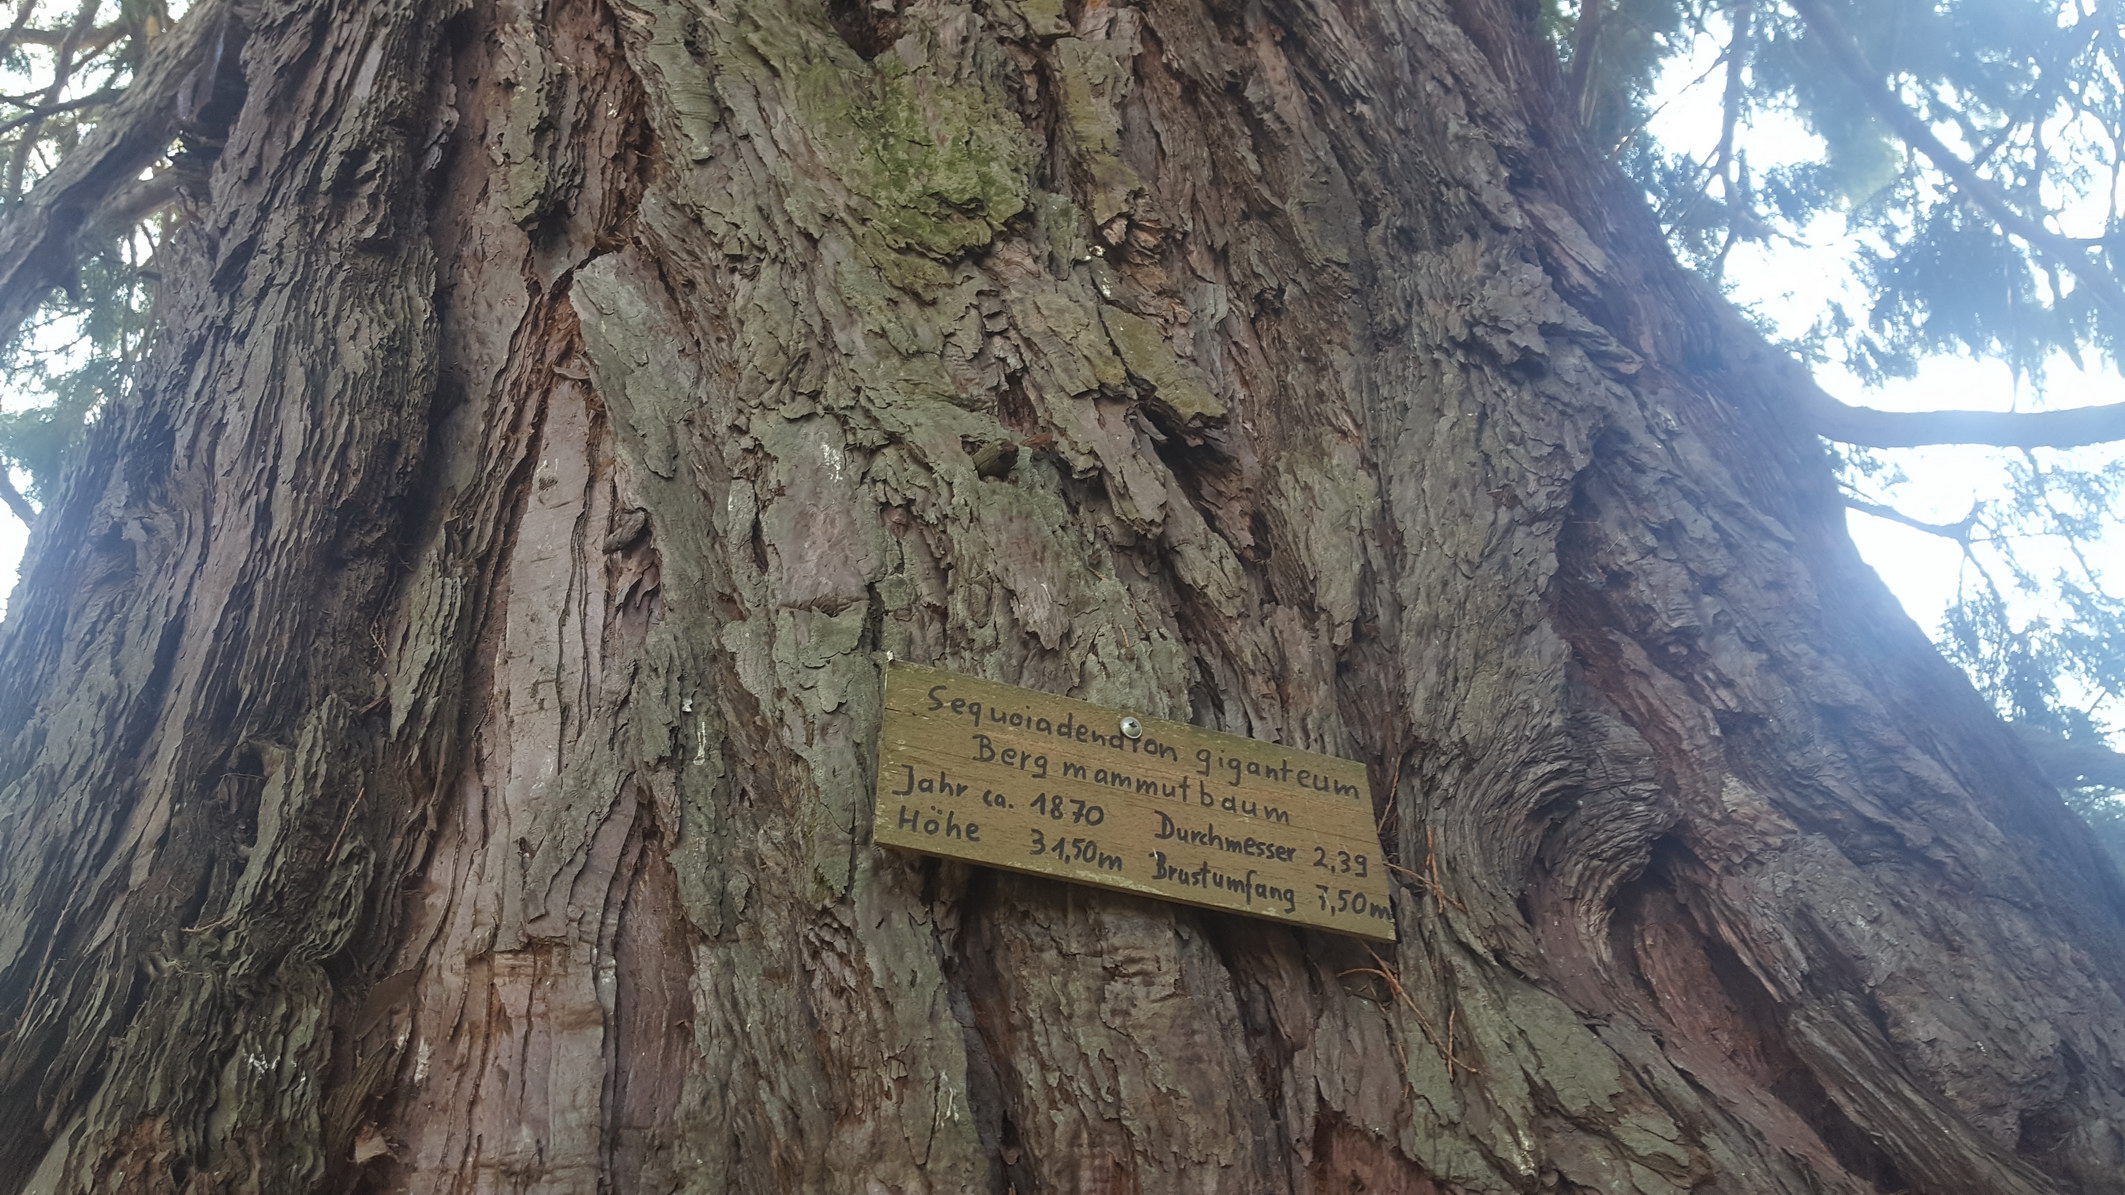 Sequoiadendron giganteum
Bergmammutbaum
Jahr ca. 1870 Durchmesser 2,39
Höhe 31,50m Brustumfang 7,50m